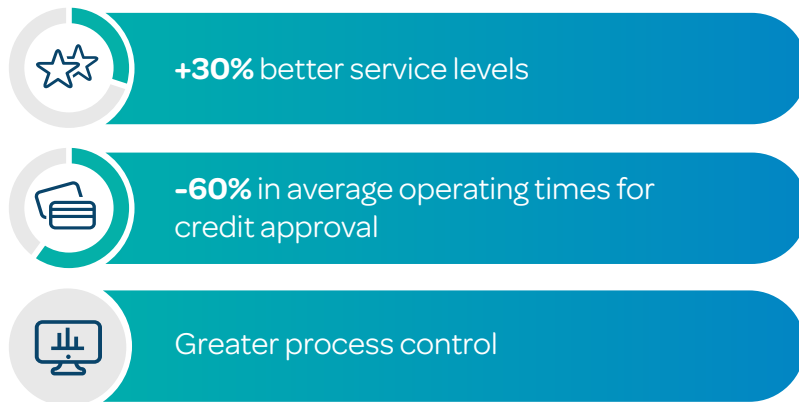 +30% better service levels
-60% in average operating times for
credit approval
Greater process control